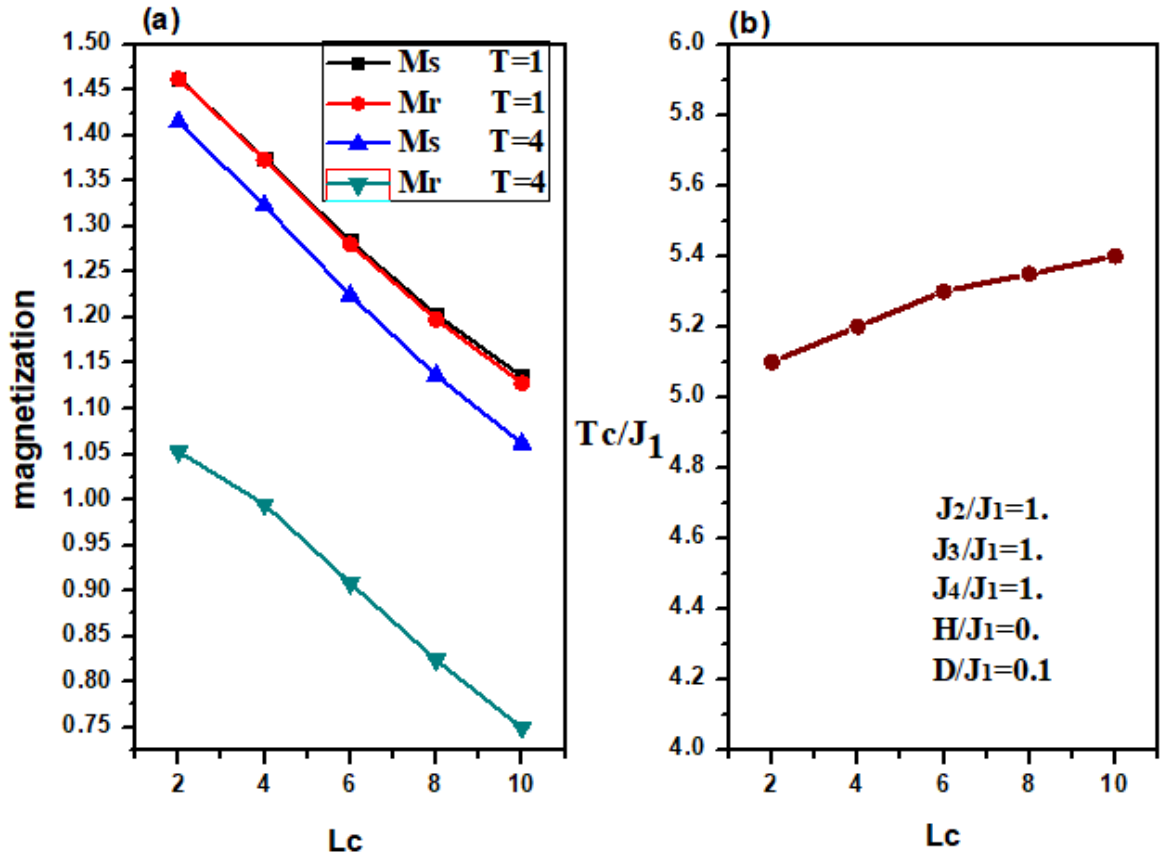 (a)
magnetization
1.50
1.45
1.40
1.35
1.30
1.25
1.20
1.15
1.10
1.05
1.00
0.95
0.90
0.85
0.80
0.75
Ms T=1
Mr T=1
Ms T=4
Mr T=4
2 4 6 8 10
Lc
(b)
Tc/J1
6.0
5.8
5.6
5.4
5.2
5.0
4.8
4.6
4.4
4.2
4.0
J2/J1=1.
J3/J1=1.
J4/J1=1.
H/J1=0.
D/J1=0.1
2 4 6 8 10
Lc